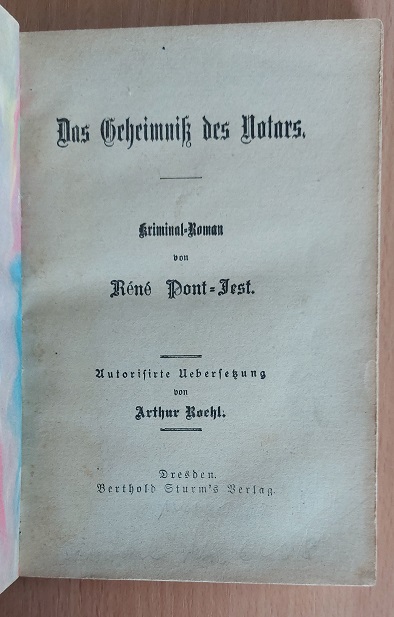 Das Geheimniß des Notars.
Kriminal-Roman
von
Réné Pont-Jest.
Autorisirte Uebersetzung
von
Arthur Roehl.
Dresden.
Berthold Sturm's Verlag.